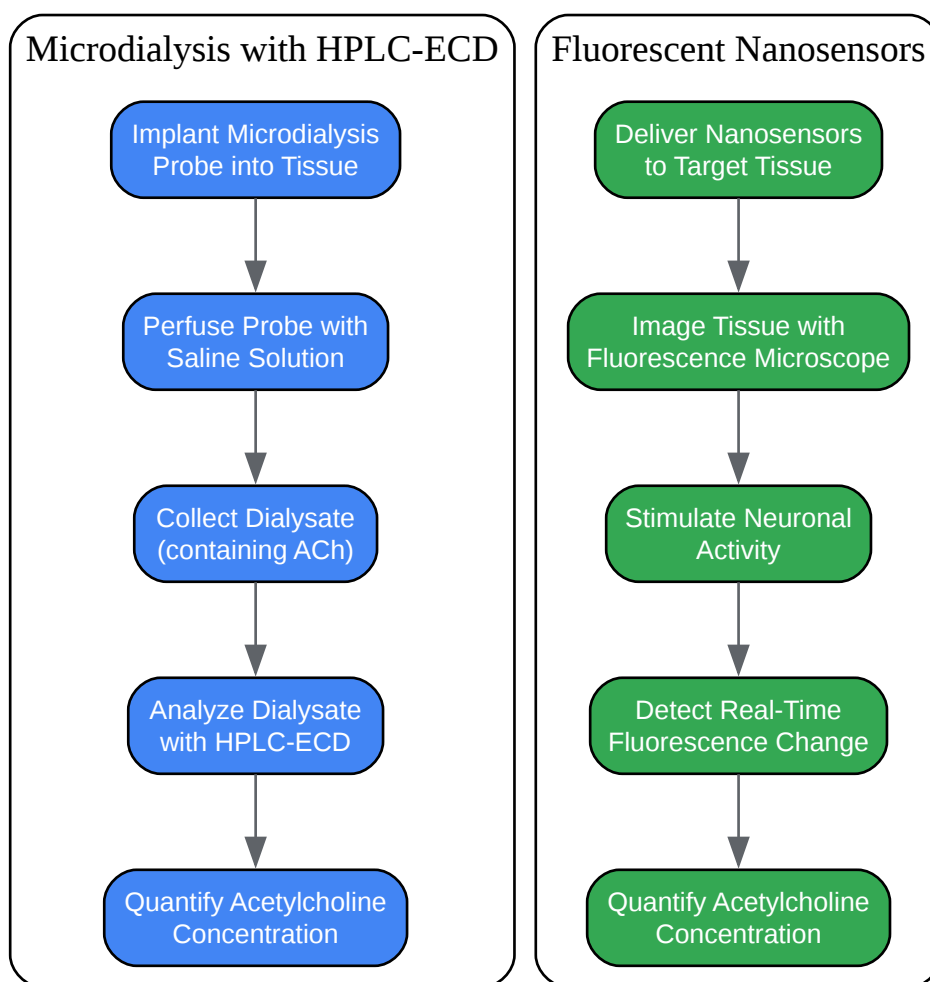 Microdialysis with HPLC-ECD
Implant Microdialysis
Probe into Tissue
Perfuse Probe with
Saline Solution
Collect Dialysate
(containing ACh)
Analyze Dialysate
with HPLC-ECD
Quantify Acetylcholine
Concentration
Fluorescent Nanosensors
Deliver Nanosensors
to Target Tissue
Image Tissue with
Fluorescence Microscope
Stimulate Neuronal
Activity
Detect Real-Time
Fluorescence Change
Quantify Acetylcholine
Concentration